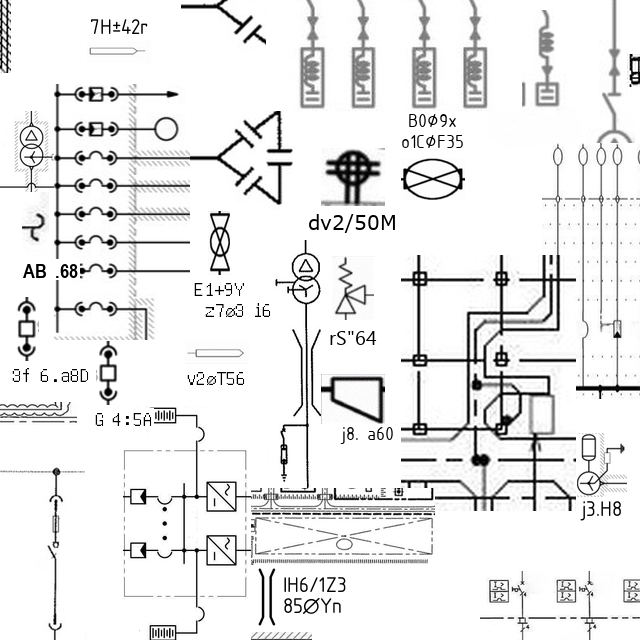 7H±42r
BOØ9x
o1CØF35
dv2/50M
AB .68
E1+9Y
z7ø3 i6
rS"64
3f 6.a8D
v2øT56
G 4:5A
j8. a60
j3.H8
IH6/1Z3
85ØYn